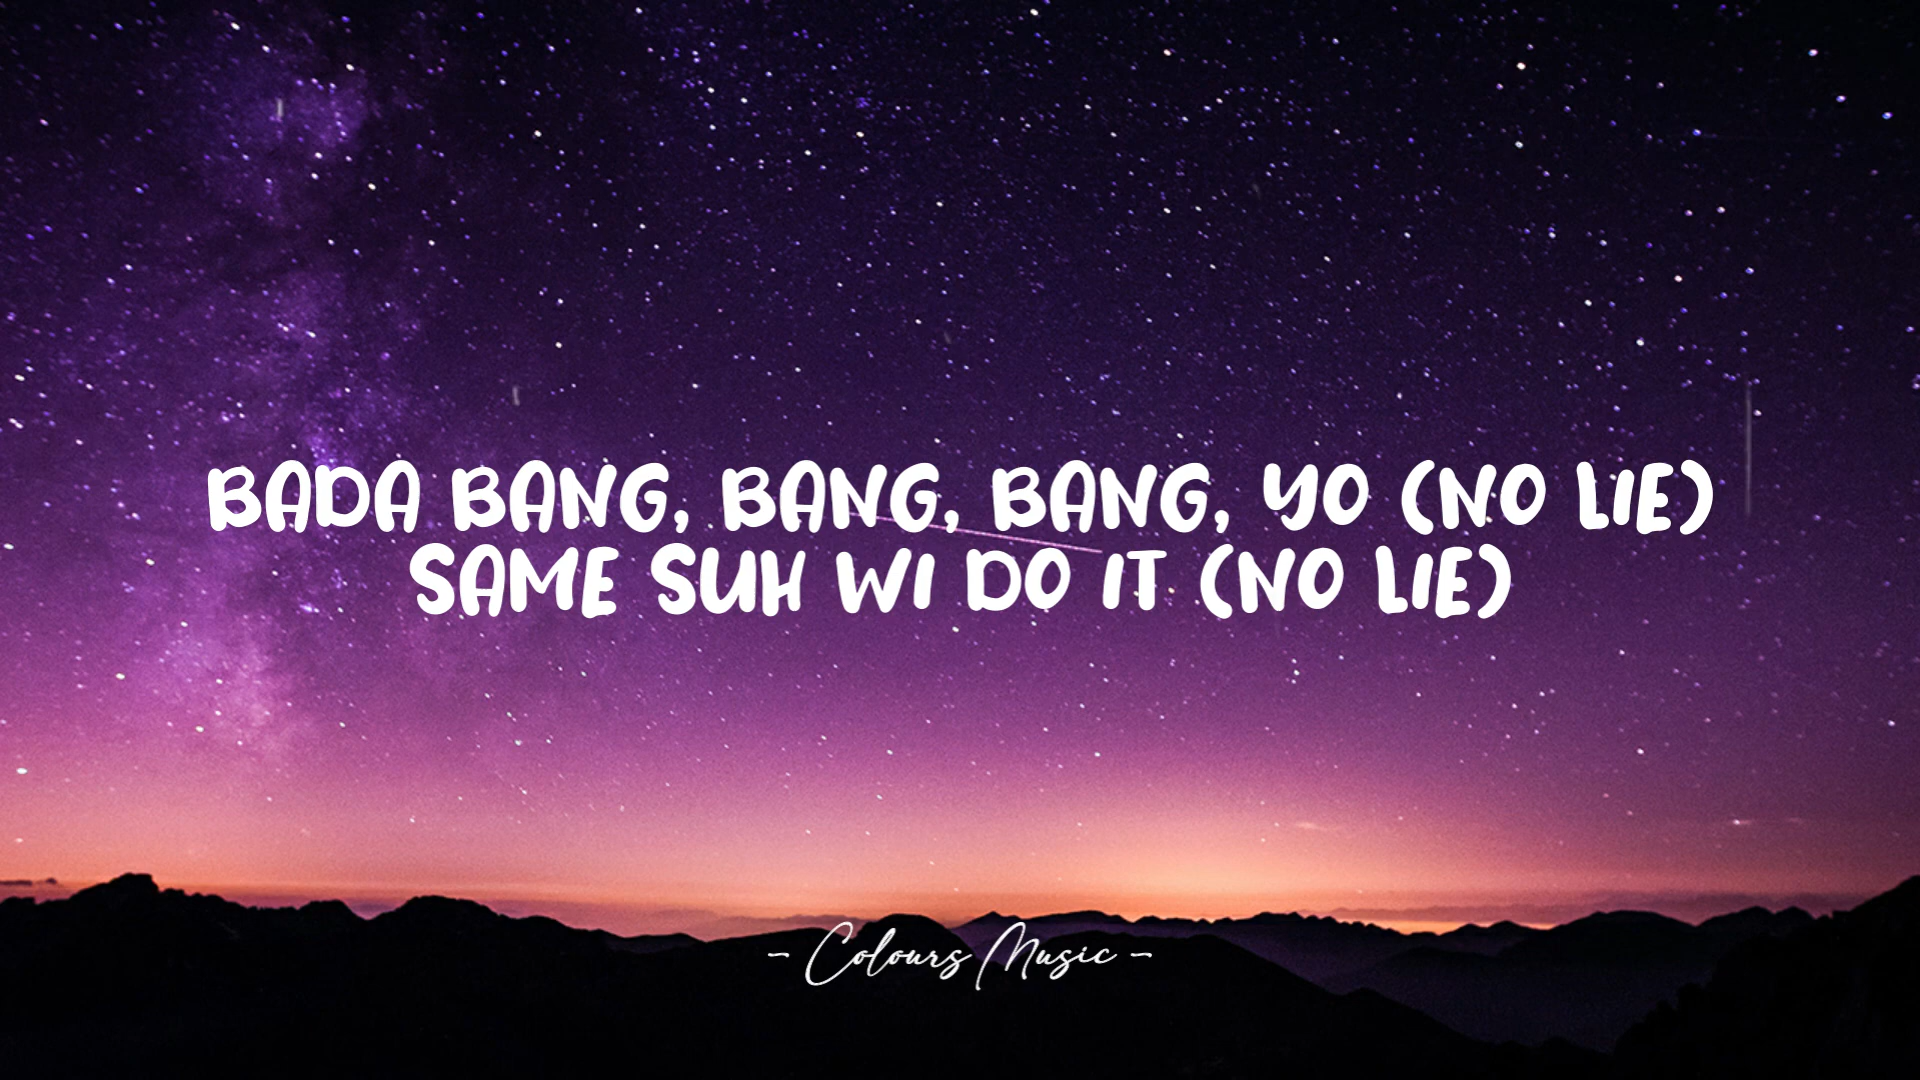 BADA BANG, BANG, BANG, YO (NO LIE)
SAME SUH WI DO IT (NO LIE)
- Colours Music -